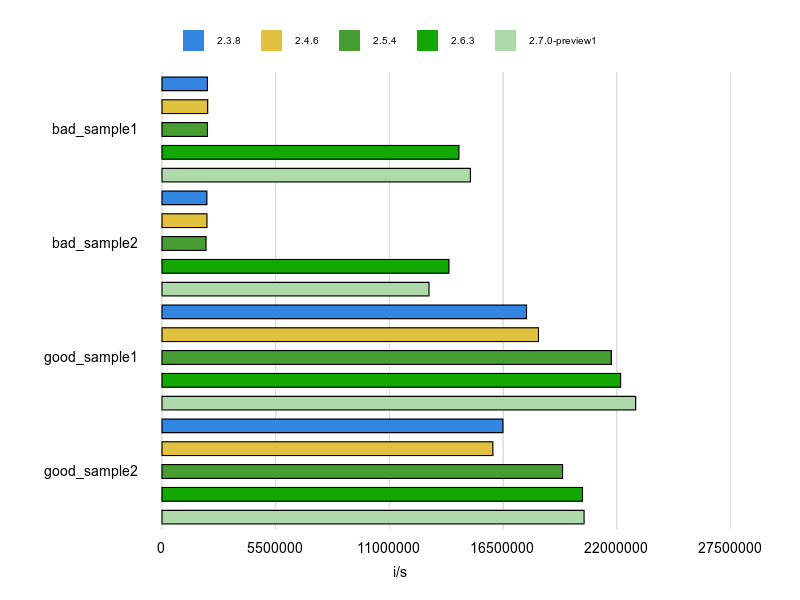 2.3.8 2.4.6 2.5.4 2.6.3 2.7.0-preview1
bad_sample1
bad_sample2
good_sample1
good_sample2
0 5500000 11000000 16500000 22000000 27500000
i/s